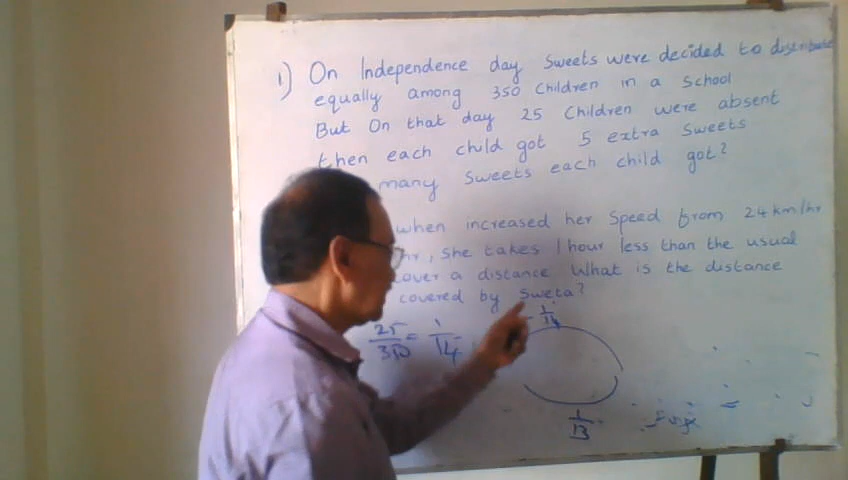 1) On Independence day Sweets were decided to distribute
equally among 350 Children in a School
But On that day 25 Children were absent
then each child got 5 extra Sweets
many Sweets each child got?
when increased her Speed from 24 km/hr
hr, She takes 1 hour less than the usual
over a distance What is the distance
covered by Sweta?
25/350 = 1/14
- 1/14
1/13